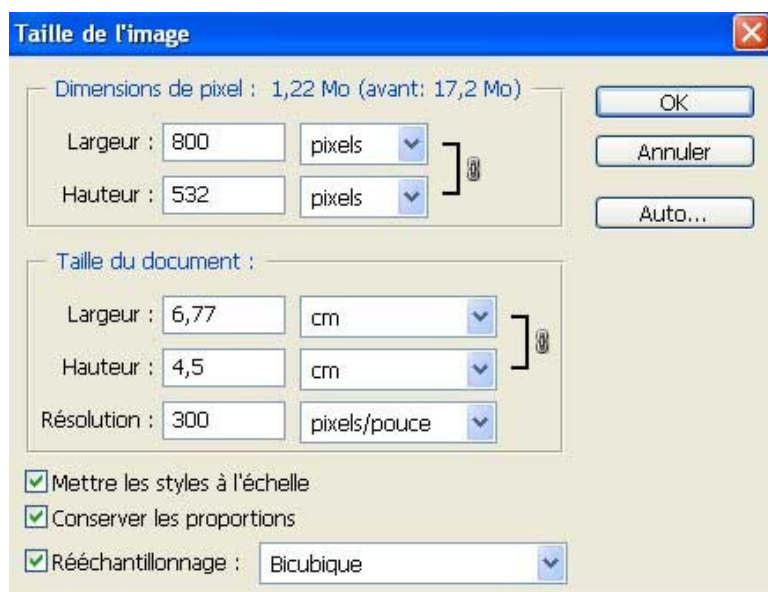 Taille de l'image
Dimensions de pixel : 1,22 Mo (avant: 17,2 Mo)
Largeur : 800 pixels
Hauteur : 532 pixels
OK
Annuler
Auto...
Taille du document :
Largeur : 6,77 cm
Hauteur : 4,5 cm
Résolution : 300 pixels/pouce
Mettre les styles à l'échelle
Conserver les proportions
Rééchantillonnage : Bicubique